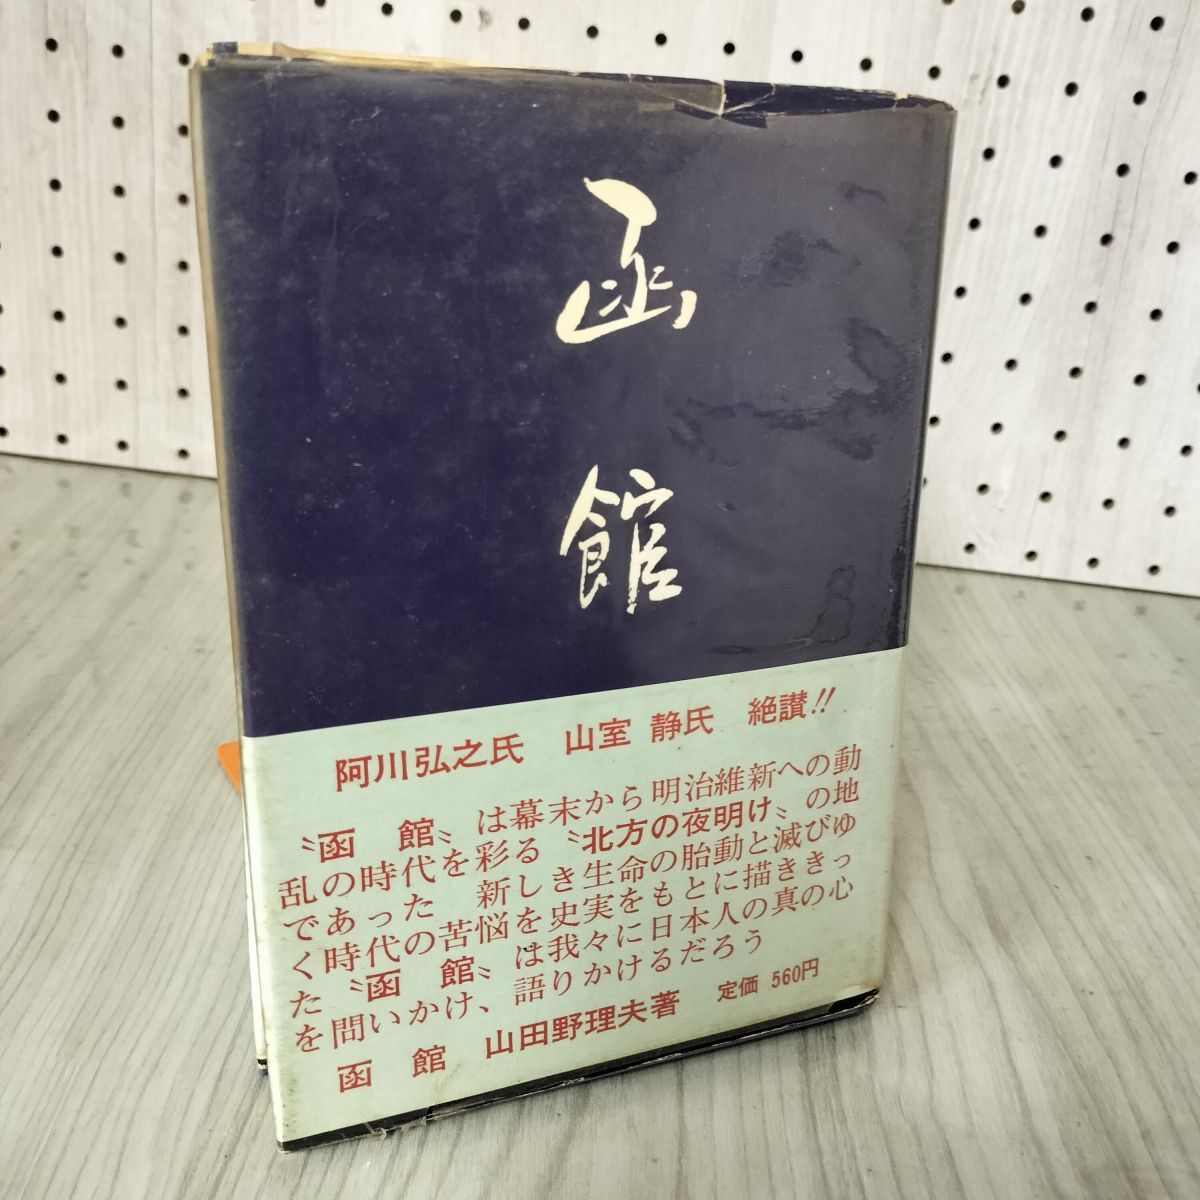 函館
阿川弘之氏　山室 静氏　絶讃!!
〝函　館〟は幕末から明治維新への動
乱の時代を彩る〝北方の夜明け〟の地
であった　新しき生命の胎動と滅びゆ
く時代の苦悩を史実をもとに描ききっ
た〝函　館〟は我々に日本人の真の心
を問いかけ、語りかけるだろう
函　館　山田野理夫著　定価 560円